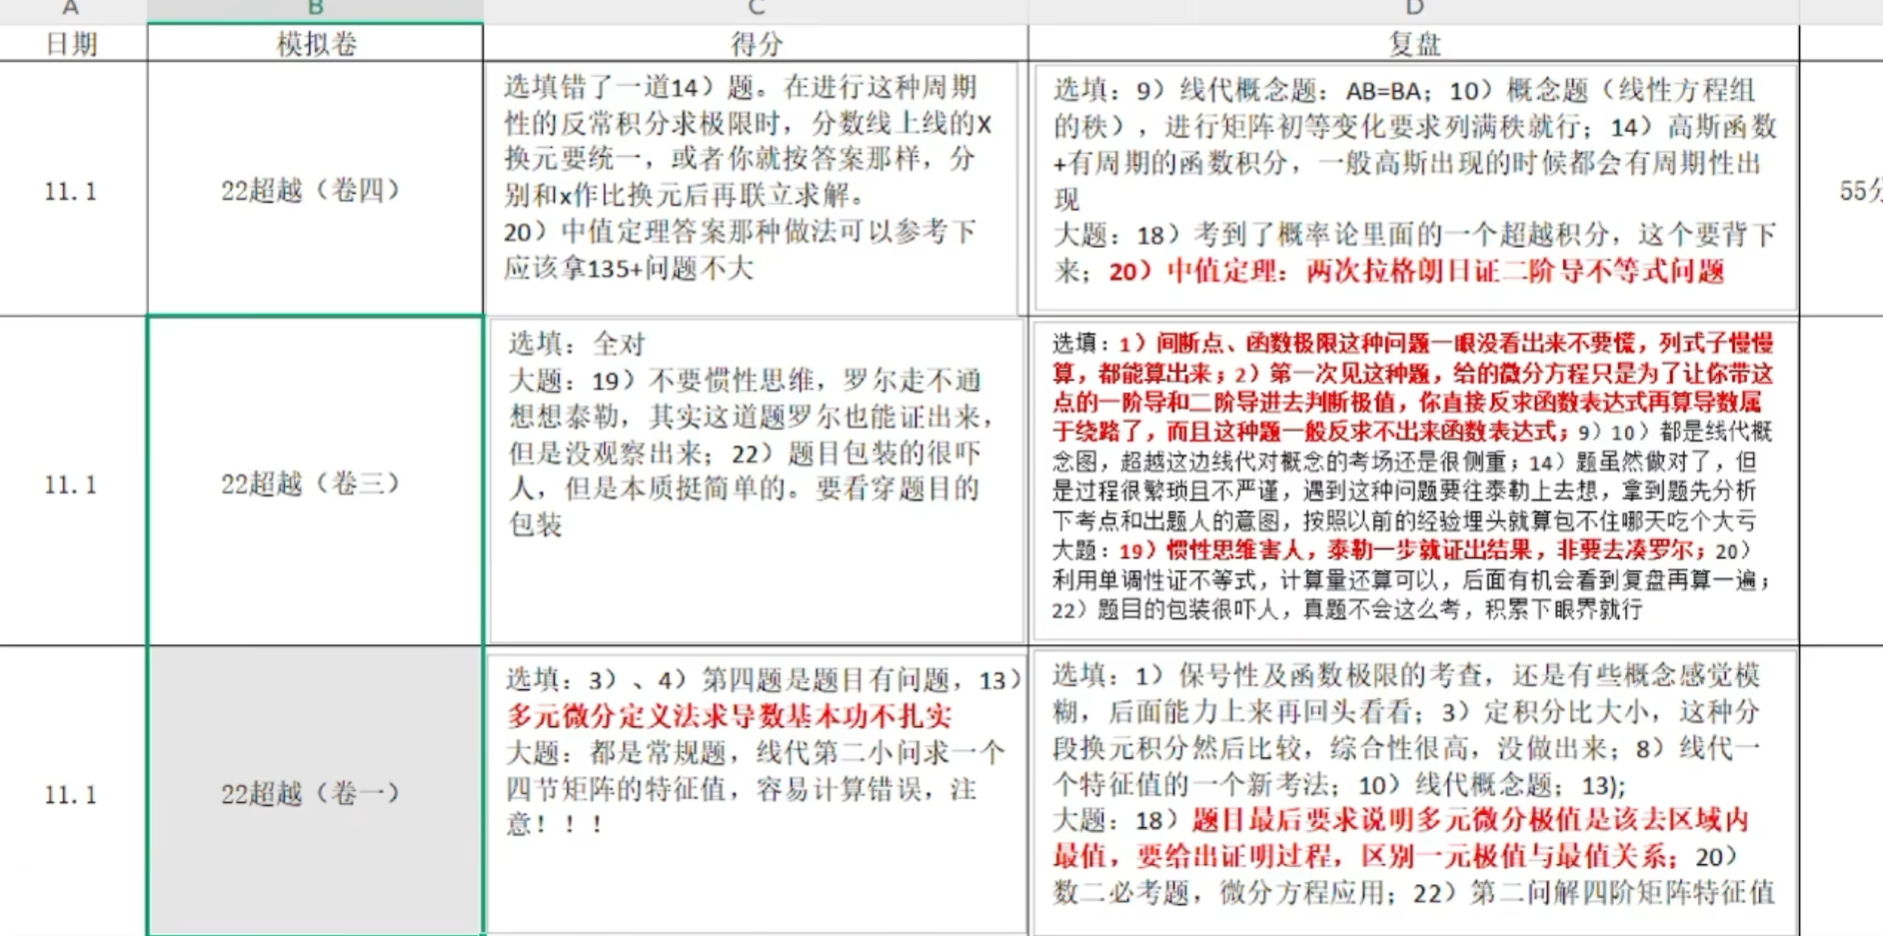 A
B
C
D
日期
模拟卷
得分
复盘
11.1
22超越（卷四）
选填错了一道14）题。在进行这种周期
性的反常积分求极限时，分数线上线的X
换元要统一，或者你就按答案那样，分
别和x作比换元后再联立求解。
20）中值定理答案那种做法可以参考下
应该拿135+问题不大
选填：9）线代概念题：AB=BA；10）概念题（线性方程组
的秩），进行矩阵初等变化要求列满秩就行；14）高斯函数
+有周期的函数积分，一般高斯出现的时候都会有周期性出
现
大题：18）考到了概率论里面的一个超越积分，这个要背下
来；20）中值定理：两次拉格朗日证二阶导不等式问题
55分
11.1
22超越（卷三）
选填：全对
大题：19）不要惯性思维，罗尔走不通
想想泰勒，其实这道题罗尔也能证出来，
但是没观察出来；22）题目包装的很吓
人，但是本质挺简单的。要看穿题目的
包装
选填：1）间断点、函数极限这种问题一眼没看出来不要慌，列式子慢慢
算，都能算出来；2）第一次见这种题，给的微分方程只是为了让你带这
点的一阶导和二阶导进去判断极值，你直接反求函数表达式再算导数属
于绕路了，而且这种题一般反求不出来函数表达式；9）10）都是线代概
念图，超越这边线代对概念的考场还是很侧重；14）题虽然做对了，但
是过程很繁琐且不严谨，遇到这种问题要往泰勒上去想，拿到题先分析
下考点和出题人的意图，按照以前的经验埋头就算包不住哪天吃个大亏
大题：19）惯性思维害人，泰勒一步就证出结果，非要去凑罗尔；20）
利用单调性证不等式，计算量还算可以，后面有机会看到复盘再算一遍；
22）题目的包装很吓人，真题不会这么考，积累下眼界就行
11.1
22超越（卷一）
选填：3）、4）第四题是题目有问题，13）
多元微分定义法求导数基本功不扎实
大题：都是常规题，线代第二小问求一个
四节矩阵的特征值，容易计算错误，注
意！！！
选填：1）保号性及函数极限的考查，还是有些概念感觉模
糊，后面能力上来再回头看看；3）定积分比大小，这种分
段换元积分然后比较，综合性很高，没做出来；8）线代一
个特征值的一个新考法；10）线代概念题；13);
大题：18）题目最后要求说明多元微分极值是该去区域内
最值，要给出证明过程，区别一元极值与最值关系；20）
数二必考题，微分方程应用；22）第二问解四阶矩阵特征值